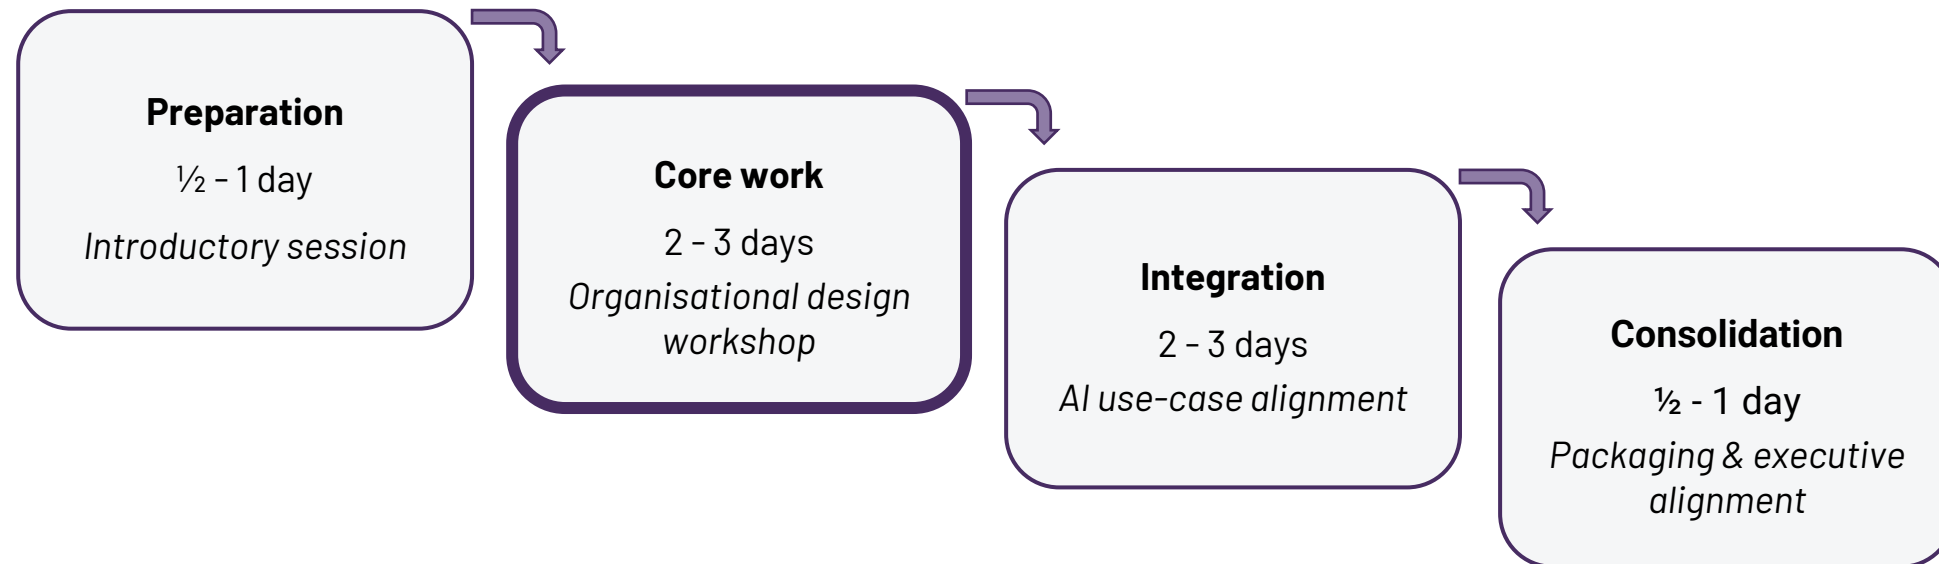 Preparation
½ - 1 day
Introductory session
Core work
2 - 3 days
Organisational design
workshop
Integration
2 - 3 days
AI use-case alignment
Consolidation
½ - 1 day
Packaging & executive
alignment